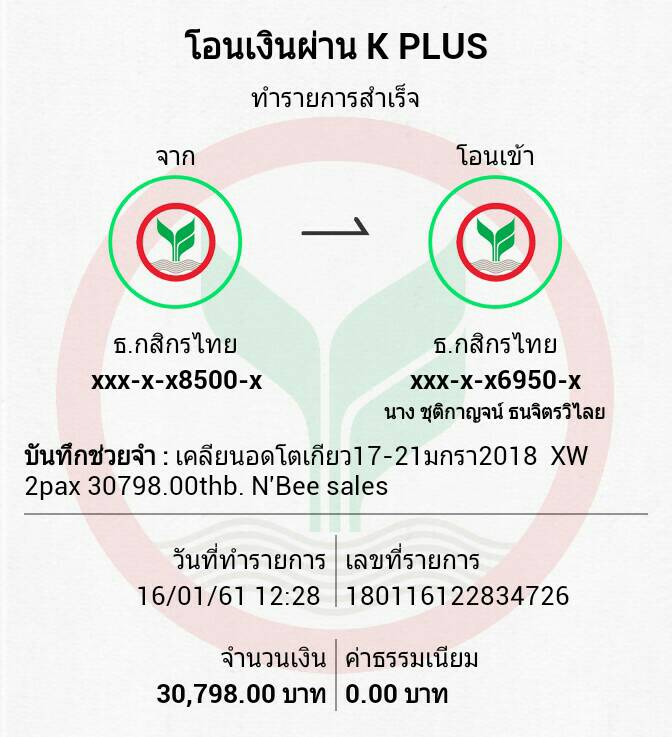 โอนเงินผ่าน K PLUS
ทำรายการสำเร็จ
จาก
โอนเข้า
ธ.กสิกรไทย
xxx-x-x8500-x
ธ.กสิกรไทย
xxx-x-x6950-x
นาง ชุติกาญจน์ ธนจิตรวิไลย
บันทึกช่วยจำ : เคลียนอดโตเกียว17-21มกรา2018  XW
2pax 30798.00thb. N'Bee sales
วันที่ทำรายการ
16/01/61 12:28
เลขที่รายการ
180116122834726
จำนวนเงิน
30,798.00 บาท
ค่าธรรมเนียม
0.00 บาท